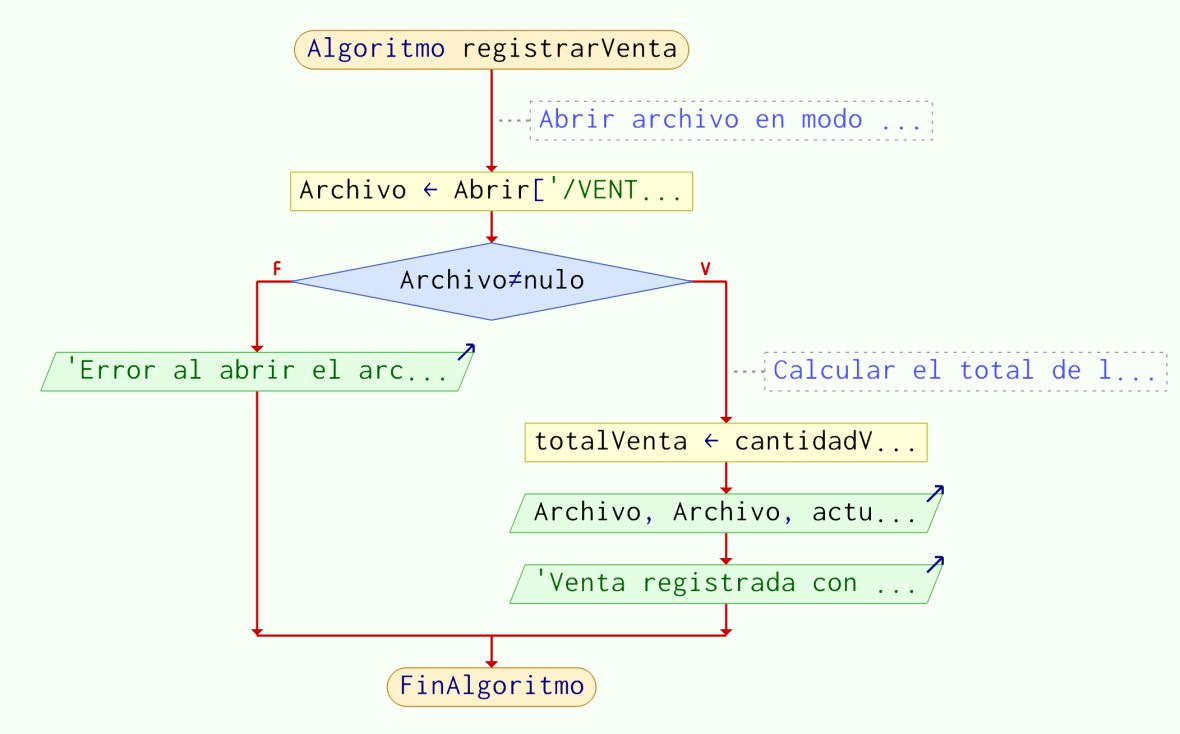 Algoritmo registrarVenta
Abrir archivo en modo ...
Archivo ← Abrir['/VENT...
Archivo≠nulo
F
V
'Error al abrir el arc...
Calcular el total de l...
totalVenta ← cantidadV...
Archivo, Archivo, actu...
'Venta registrada con ...
FinAlgoritmo